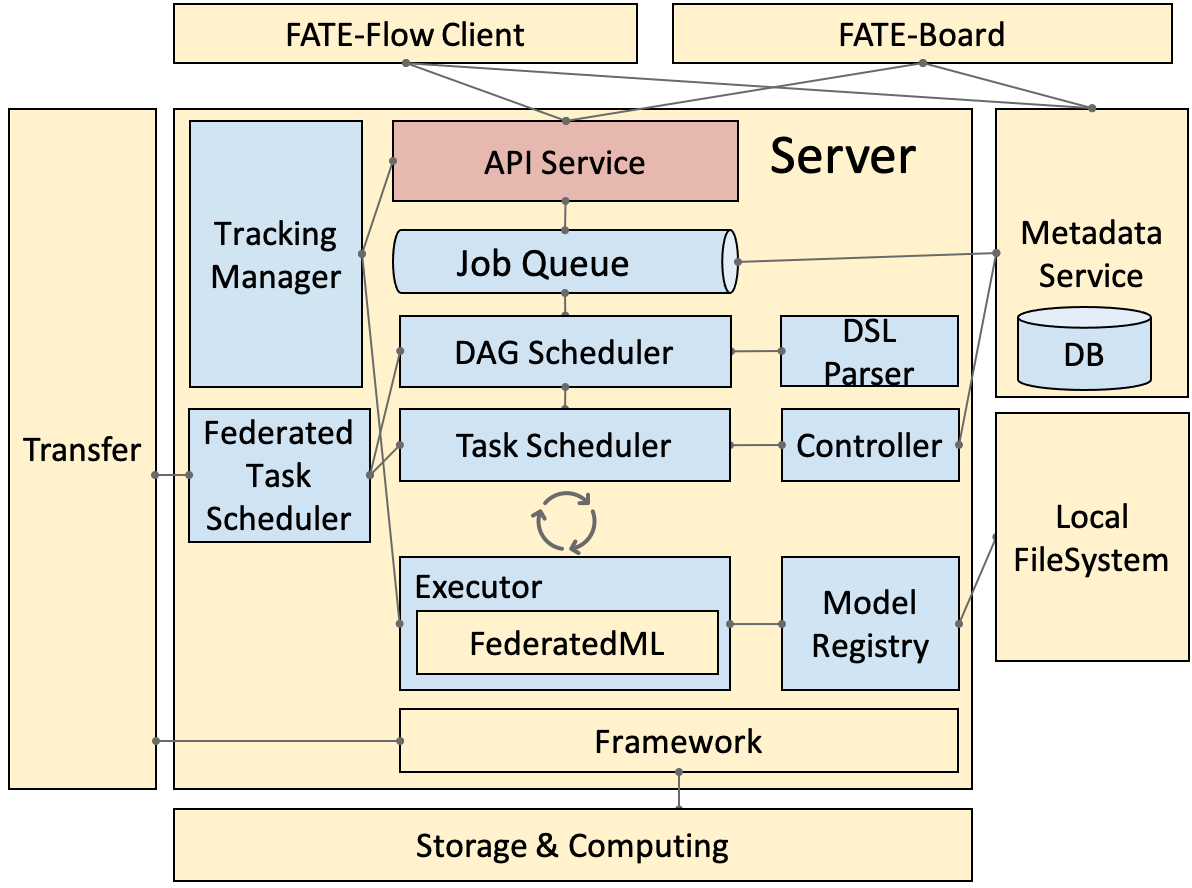 FATE-Flow Client
FATE-Board
API Service
Server
Tracking
Manager
Job Queue
Metadata
Service
DB
DAG Scheduler
DSL
Parser
Transfer
Federated
Task
Scheduler
Task Scheduler
Controller
Local
FileSystem
Executor
FederatedML
Model
Registry
Framework
Storage & Computing